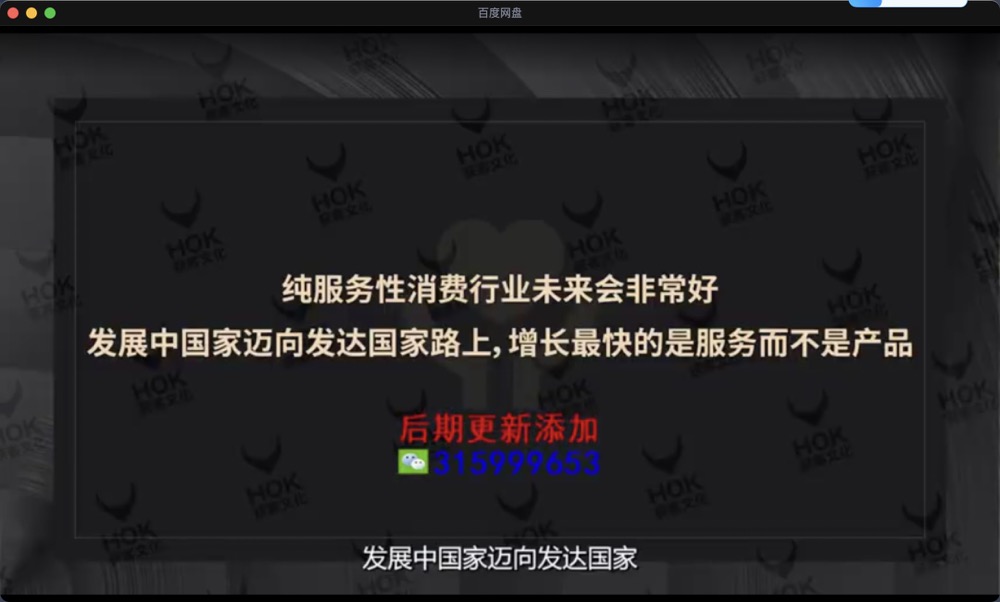 百度网盘
纯服务性消费行业未来会非常好
发展中国家迈向发达国家路上,增长最快的是服务而不是产品
后期更新添加
315999653
发展中国家迈向发达国家
HOK